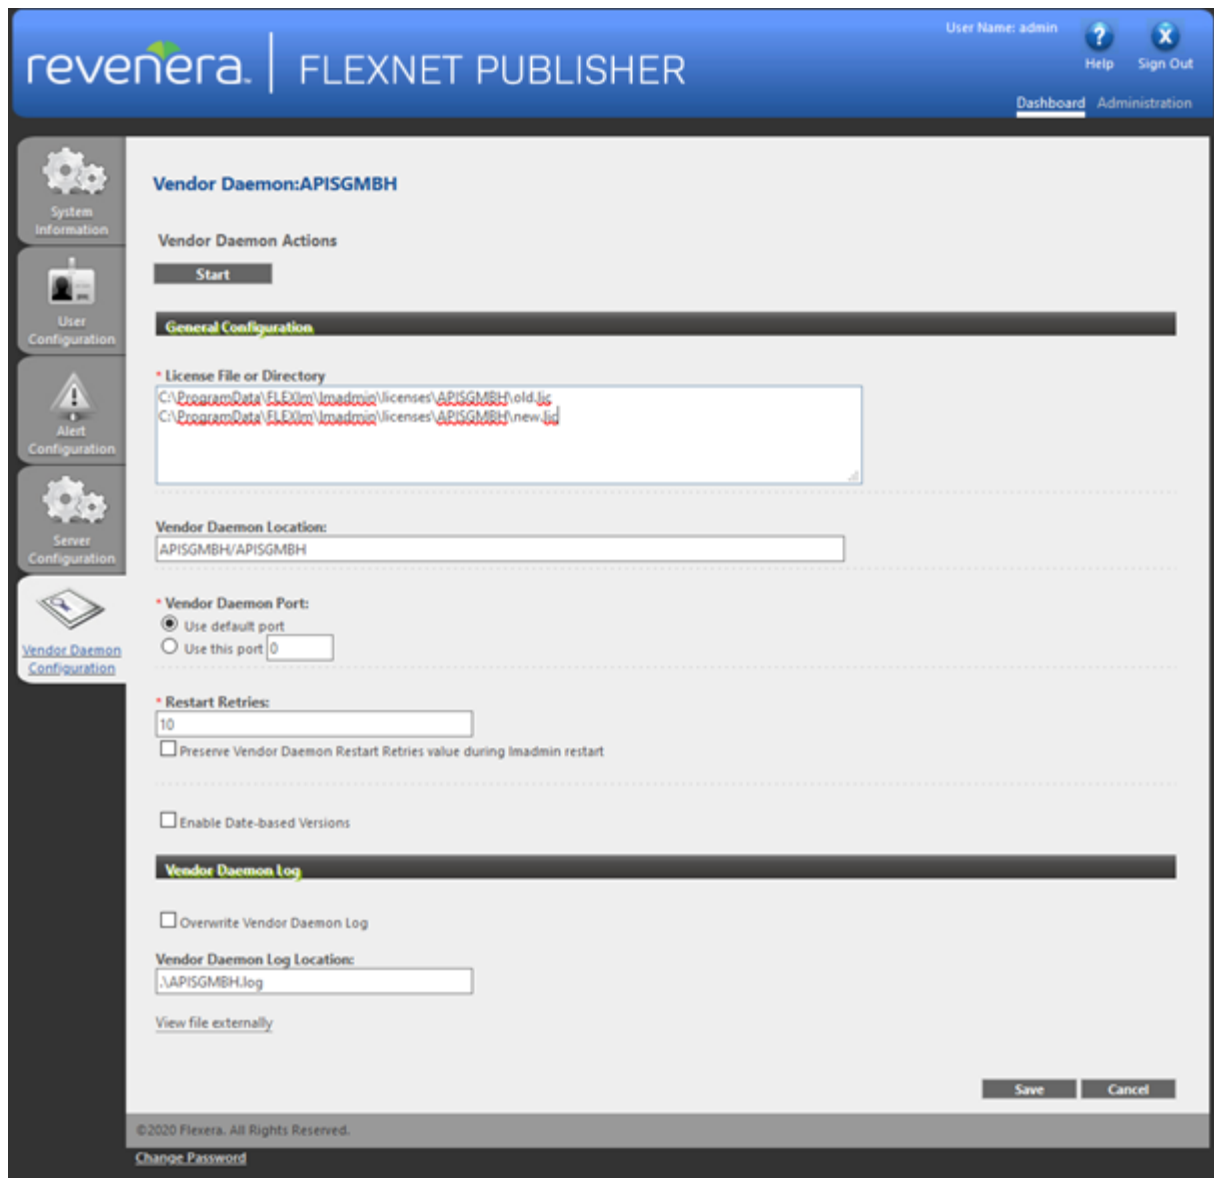 User Name: admin
Help
Sign Out
revenera. FLEXNET PUBLISHER
Dashboard Administration
System
Information
User
Configuration
Alert
Configuration
Server
Configuration
Vendor Daemon
Configuration
Vendor Daemon:APISGMBH
Vendor Daemon Actions
Start
General Configuration
* License File or Directory
C:\ProgramData\FLEXlm\lmadmin\licenses\APISGMBH\old.lic
C:\ProgramData\FLEXlm\lmadmin\licenses\APISGMBH\new.lic
Vendor Daemon Location:
APISGMBH/APISGMBH
* Vendor Daemon Port:
Use default port
Use this port 0
* Restart Retries:
10
Preserve Vendor Daemon Restart Retries value during lmadmin restart
Enable Date-based Versions
Vendor Daemon Log
Overwrite Vendor Daemon Log
Vendor Daemon Log Location:
.\APISGMBH.log
View file externally
Save Cancel
©2020 Flexera. All Rights Reserved.
Change Password